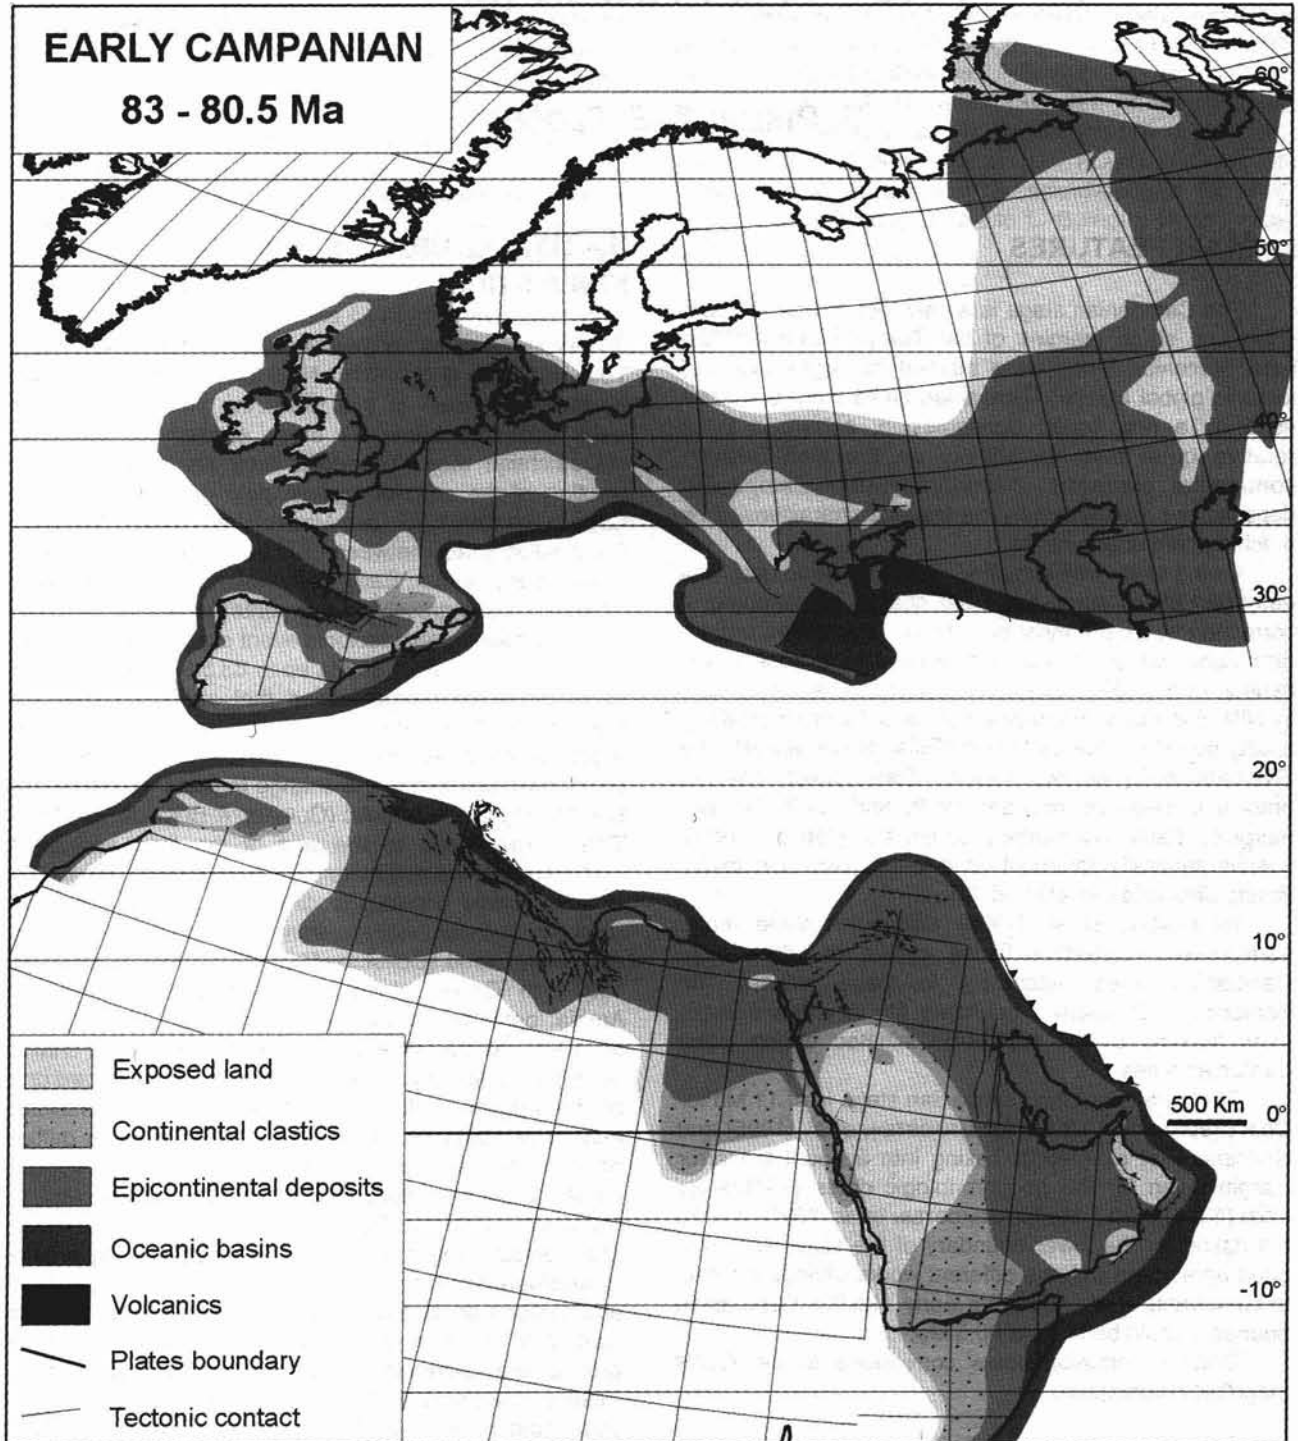 EARLY CAMPANIAN
83 - 80.5 Ma
60°
50°
40°
30°
20°
10°
500 Km
0°
-10°
Exposed land
Continental clastics
Epicontinental deposits
Oceanic basins
Volcanics
Plates boundary
Tectonic contact